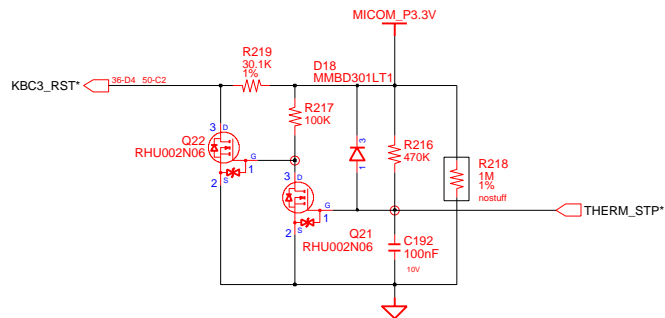 MICOM_P3.3V
R219
30.1K
1%
D18
MMBD301LT1
KBC3_RST*
36-D4 50-C2
R217
100K
3
D
Q22
RHU002N06
G
1
2
S
3
1
R216
470K
R218
1M
1%
nostuff
3
D
G
1
2
S
Q21
RHU002N06
THERM_STP*
C192
100nF
10V